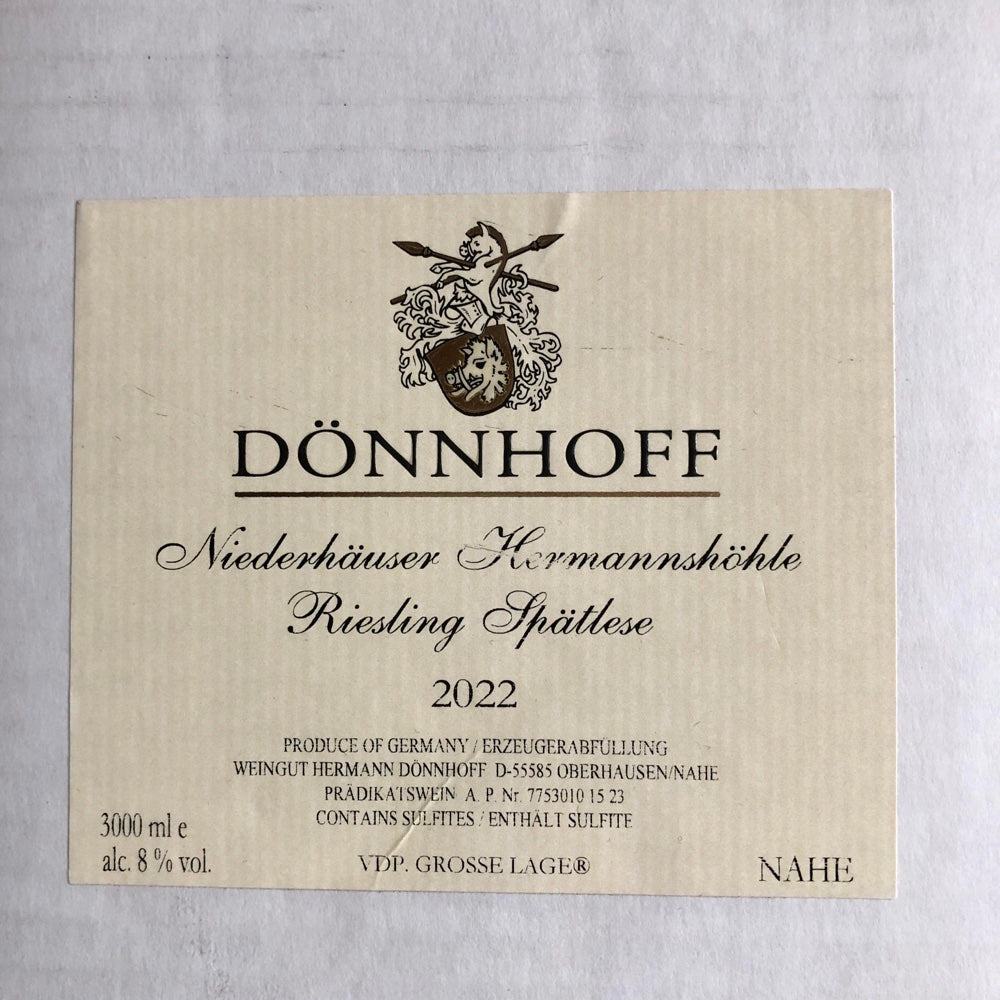 DÖNNHOFF
Niederhäuser Hermannshöhle
Riesling Spätlese
2022
PRODUCE OF GERMANY / ERZEUGERABFÜLLUNG
WEINGUT HERMANN DÖNNHOFF D-55585 OBERHAUSEN/NAHE
PRÄDIKATSWEIN A. P. Nr. 7753010 15 23
CONTAINS SULFITES / ENTHÄLT SULFITE
3000 ml e
alc. 8 % vol.
VDP. GROSSE LAGE®
NAHE